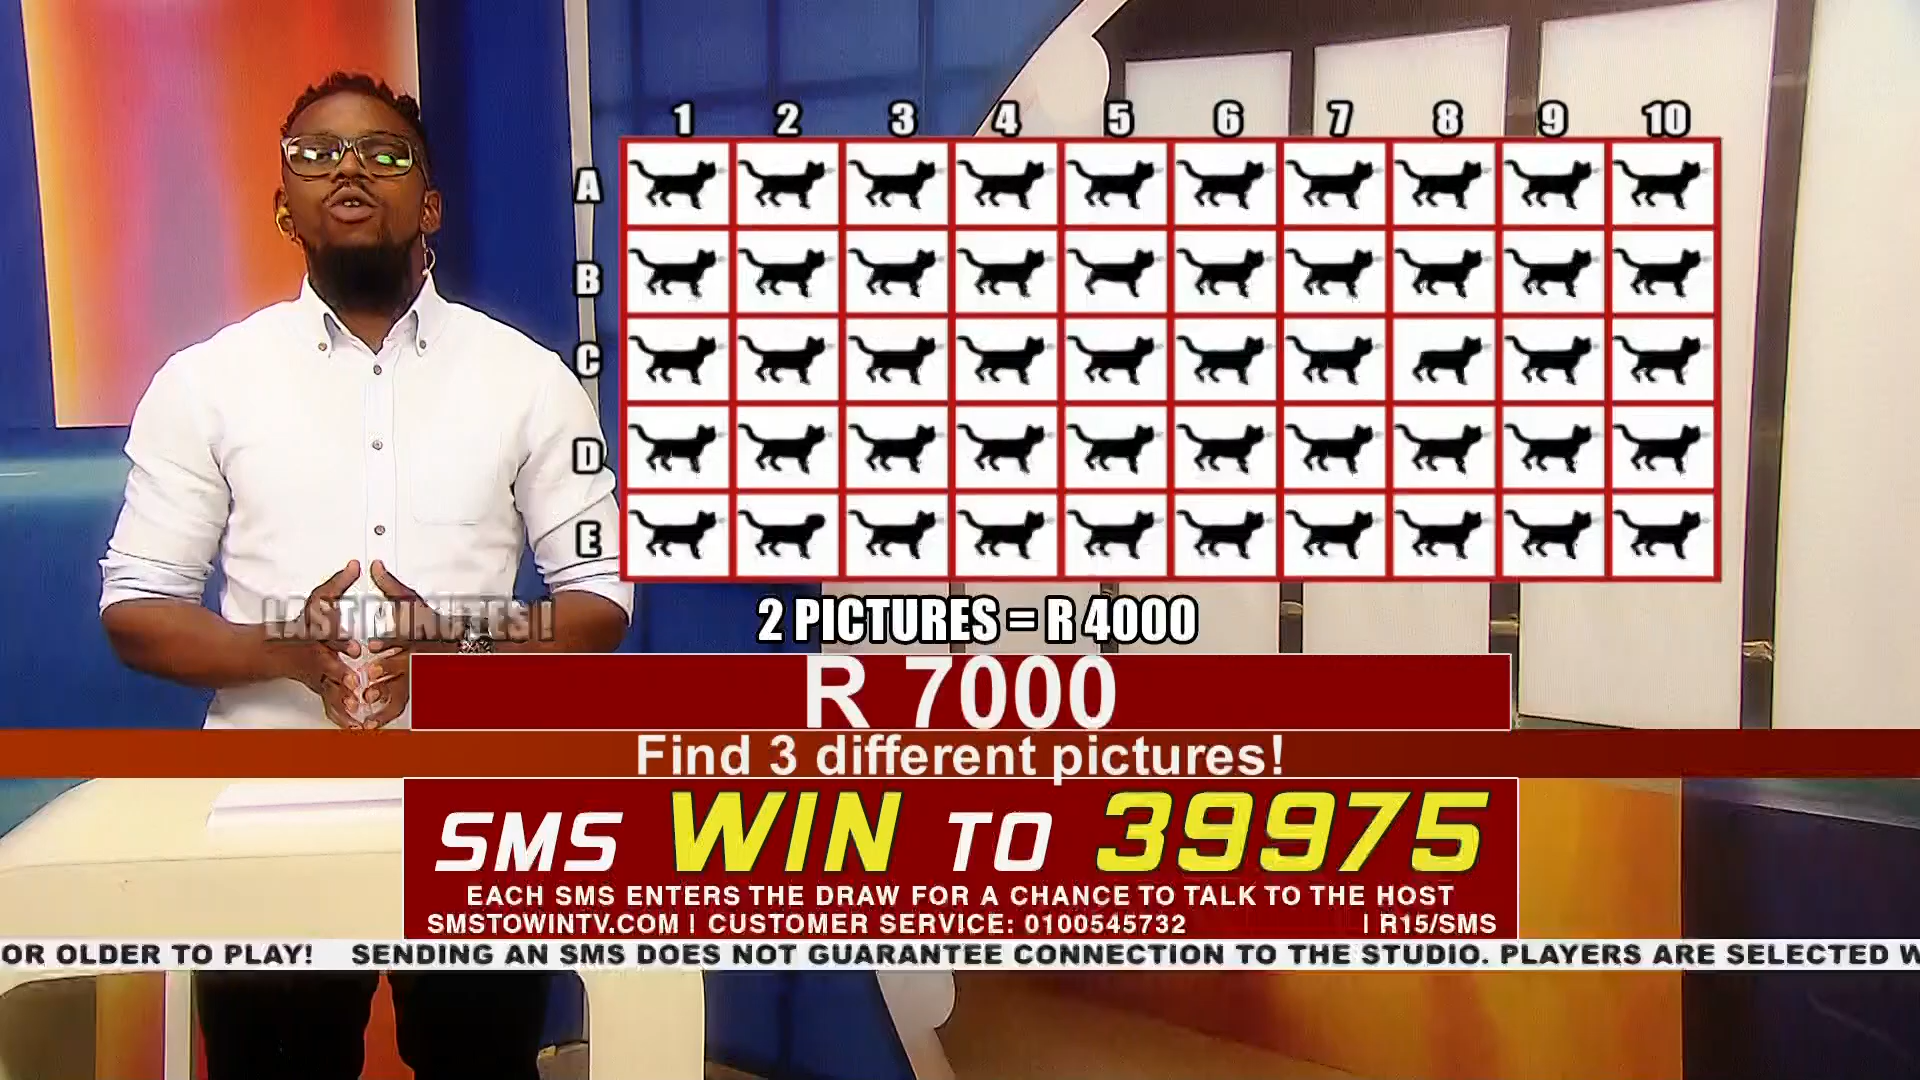 1 2 3 4 5 6 7 8 9 10
A
B
C
D
E
LAST MINUTES !
2 PICTURES = R 4000
R 7000
Find 3 different pictures!
SMS WIN TO 39975
EACH SMS ENTERS THE DRAW FOR A CHANCE TO TALK TO THE HOST
SMSTOWINTV.COM | CUSTOMER SERVICE: 0100545732 | R15/SMS
OR OLDER TO PLAY! SENDING AN SMS DOES NOT GUARANTEE CONNECTION TO THE STUDIO. PLAYERS ARE SELECTED W